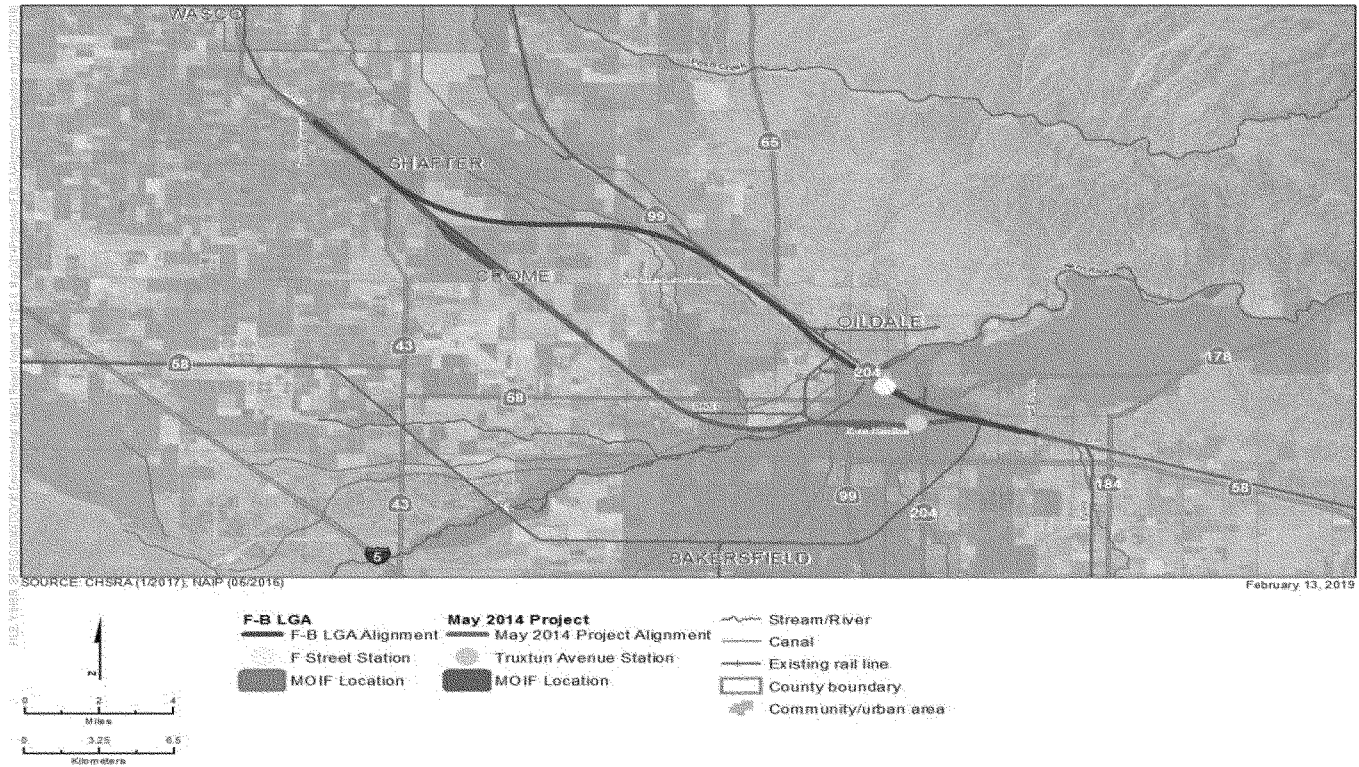 WASCO
SHAFTER
65
99
CROME
OILDALE
43
58
204
178
58
43
99
204
184
58
5
BAKERSFIELD
SOURCE: CHSRA (1/2017), NAIP (06/2016)
February 13, 2019
F-B LGA
F-B LGA Alignment
F Street Station
MOIF Location
May 2014 Project
May 2014 Project Alignment
Truxtun Avenue Station
MOIF Location
Stream/River
Canal
Existing rail line
County boundary
Community/urban area
N
0 2 4
Miles
0 3.25 6.5
Kilometers